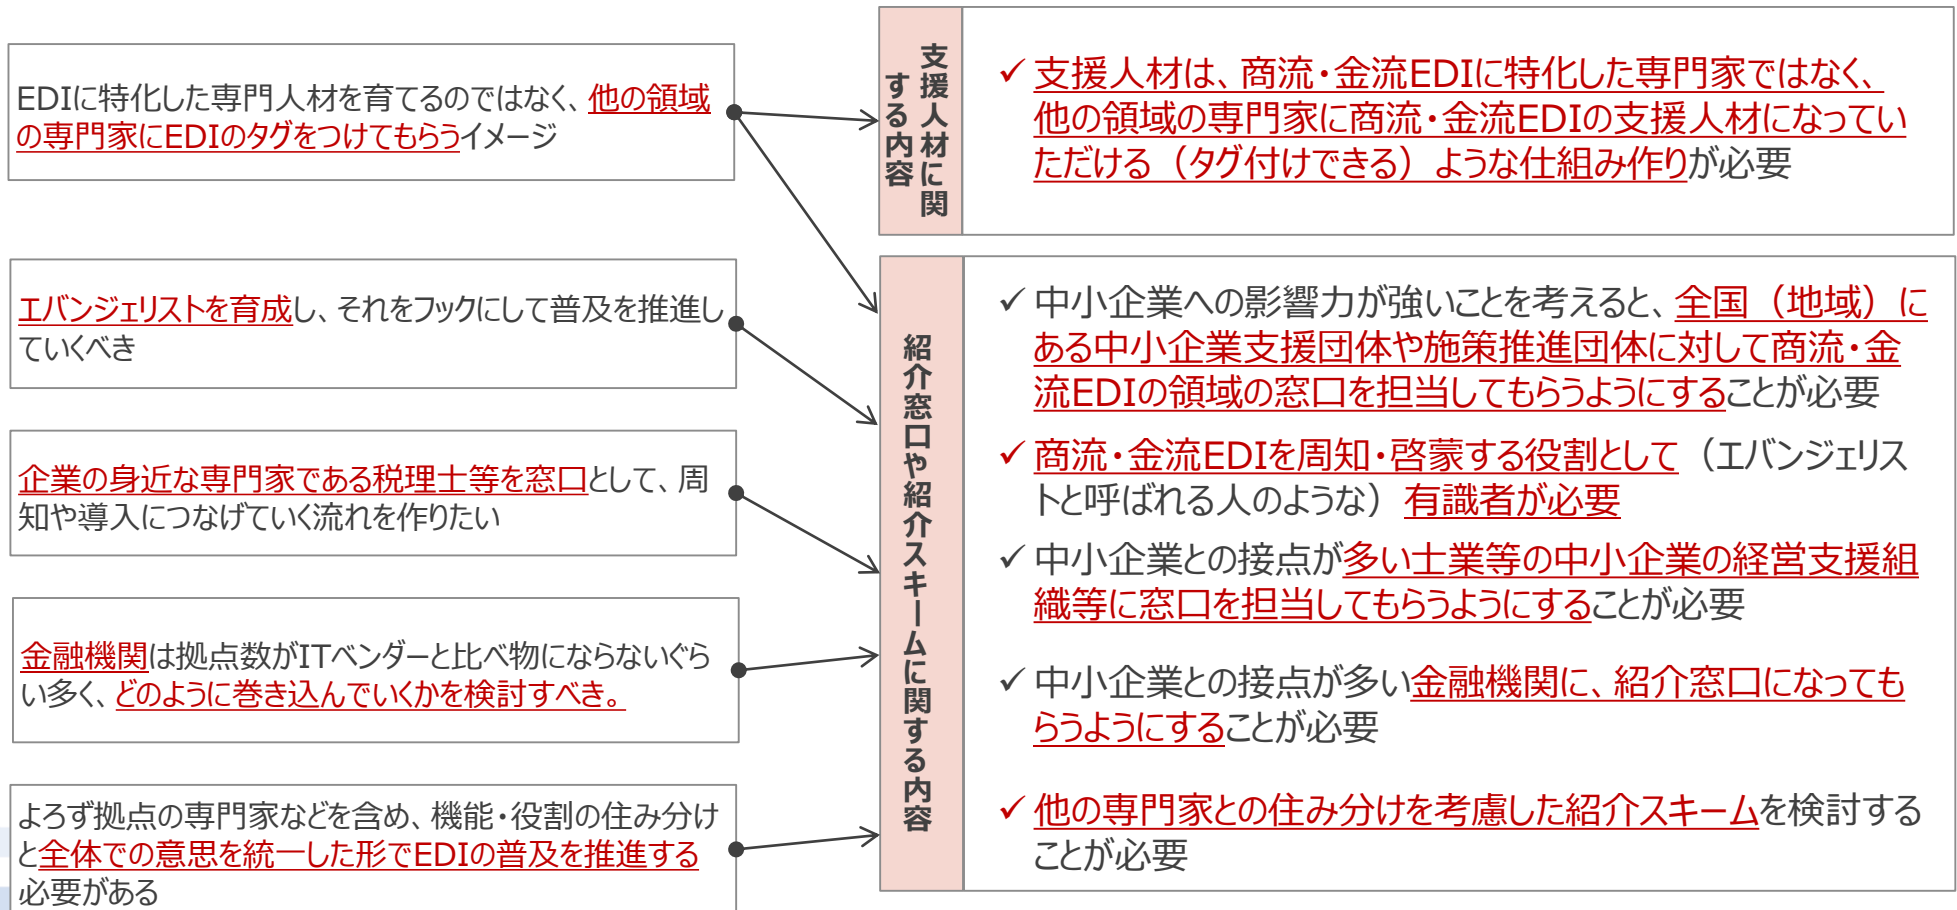 EDIに特化した専門人材を育てるのではなく、他の領域
の専門家にEDIのタグをつけてもらうイメージ
エバンジェリストを育成し、それをフックにして普及を推進し
ていくべき
企業の身近な専門家である税理士等を窓口として、周
知や導入につなげていく流れを作りたい
金融機関は拠点数がITベンダーと比べ物にならないぐら
い多く、どのように巻き込んでいくかを検討すべき。
よろず拠点の専門家などを含め、機能・役割の住み分け
と全体での意思を統一した形でEDIの普及を推進する
必要がある
支援人材に関
する内容
✓支援人材は、商流・金流EDIに特化した専門家ではなく、
他の領域の専門家に商流・金流EDIの支援人材になってい
ただける（タグ付けできる）ような仕組み作りが必要
紹介窓口や紹介スキームに関する内容
✓中小企業への影響力が強いことを考えると、全国（地域）に
ある中小企業支援団体や施策推進団体に対して商流・金
流EDIの領域の窓口を担当してもらうようにすることが必要
✓商流・金流EDIを周知・啓蒙する役割として（エバンジェリス
トと呼ばれる人のような）有識者が必要
✓中小企業との接点が多い士業等の中小企業の経営支援組
織等に窓口を担当してもらうようにすることが必要
✓中小企業との接点が多い金融機関に、紹介窓口になっても
らうようにすることが必要
✓他の専門家との住み分けを考慮した紹介スキームを検討する
ことが必要